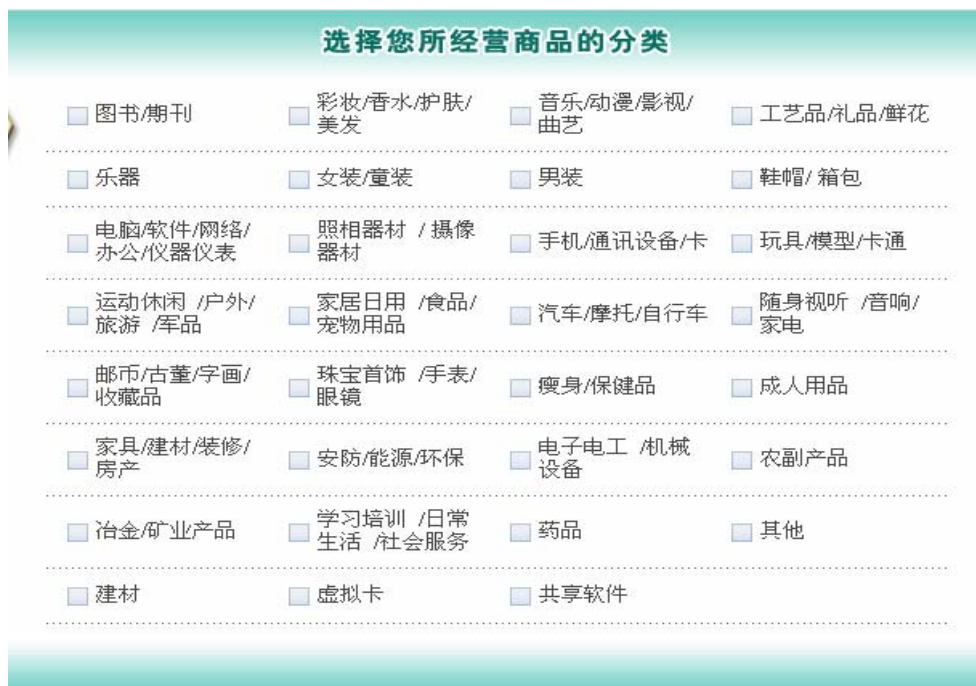 选择您所经营商品的分类
图书/期刊
彩妆/香水/护肤/
美发
音乐/动漫/影视/
曲艺
工艺品/礼品/鲜花
乐器
女装/童装
男装
鞋帽/ 箱包
电脑/软件/网络/
办公/仪器仪表
照相器材 / 摄像
器材
手机/通讯设备/卡
玩具/模型/卡通
运动休闲 /户外/
旅游 /军品
家居日用 /食品/
宠物用品
汽车/摩托/自行车
随身视听 /音响/
家电
邮币/古董/字画/
收藏品
珠宝首饰 /手表/
眼镜
瘦身/保健品
成人用品
家具/建材/装修/
房产
安防/能源/环保
电子电工 /机械
设备
农副产品
冶金/矿业产品
学习培训 /日常
生活 /社会服务
药品
其他
建材
虚拟卡
共享软件